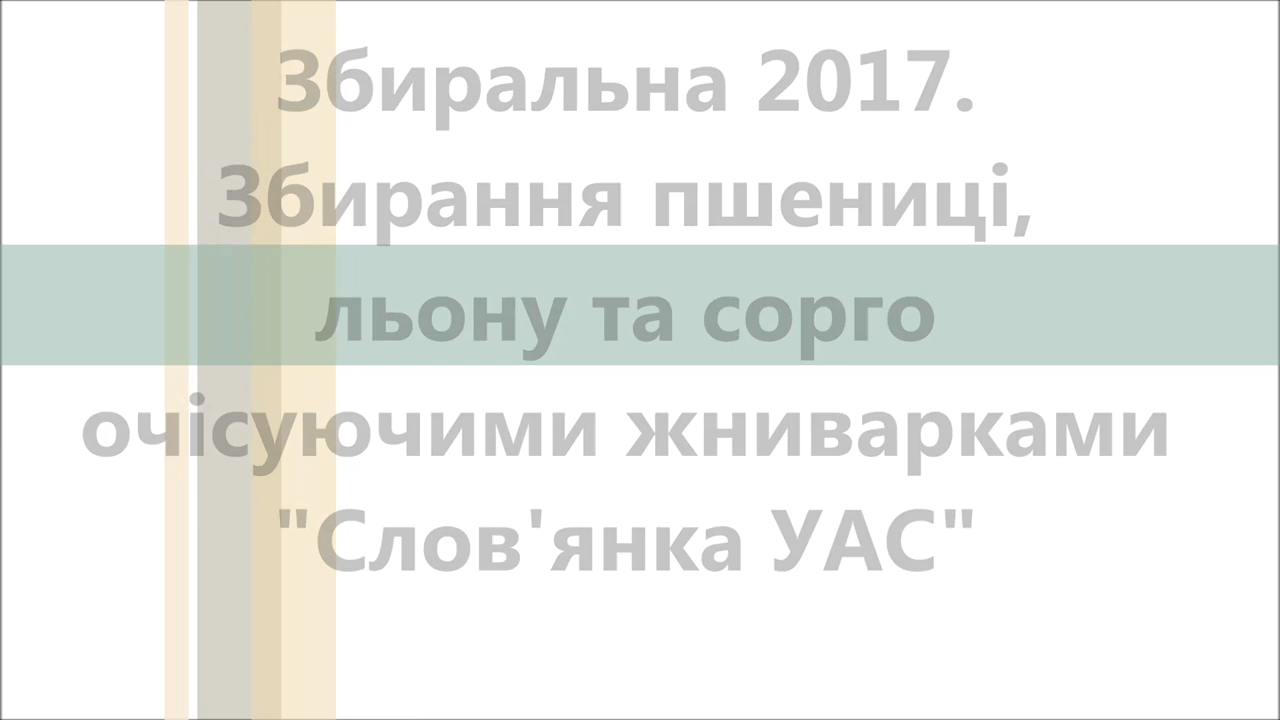 Збиральна 2017.
Збирання пшениці,
льону та сорго
очісуючими жниварками
"Слов'янка УАС"